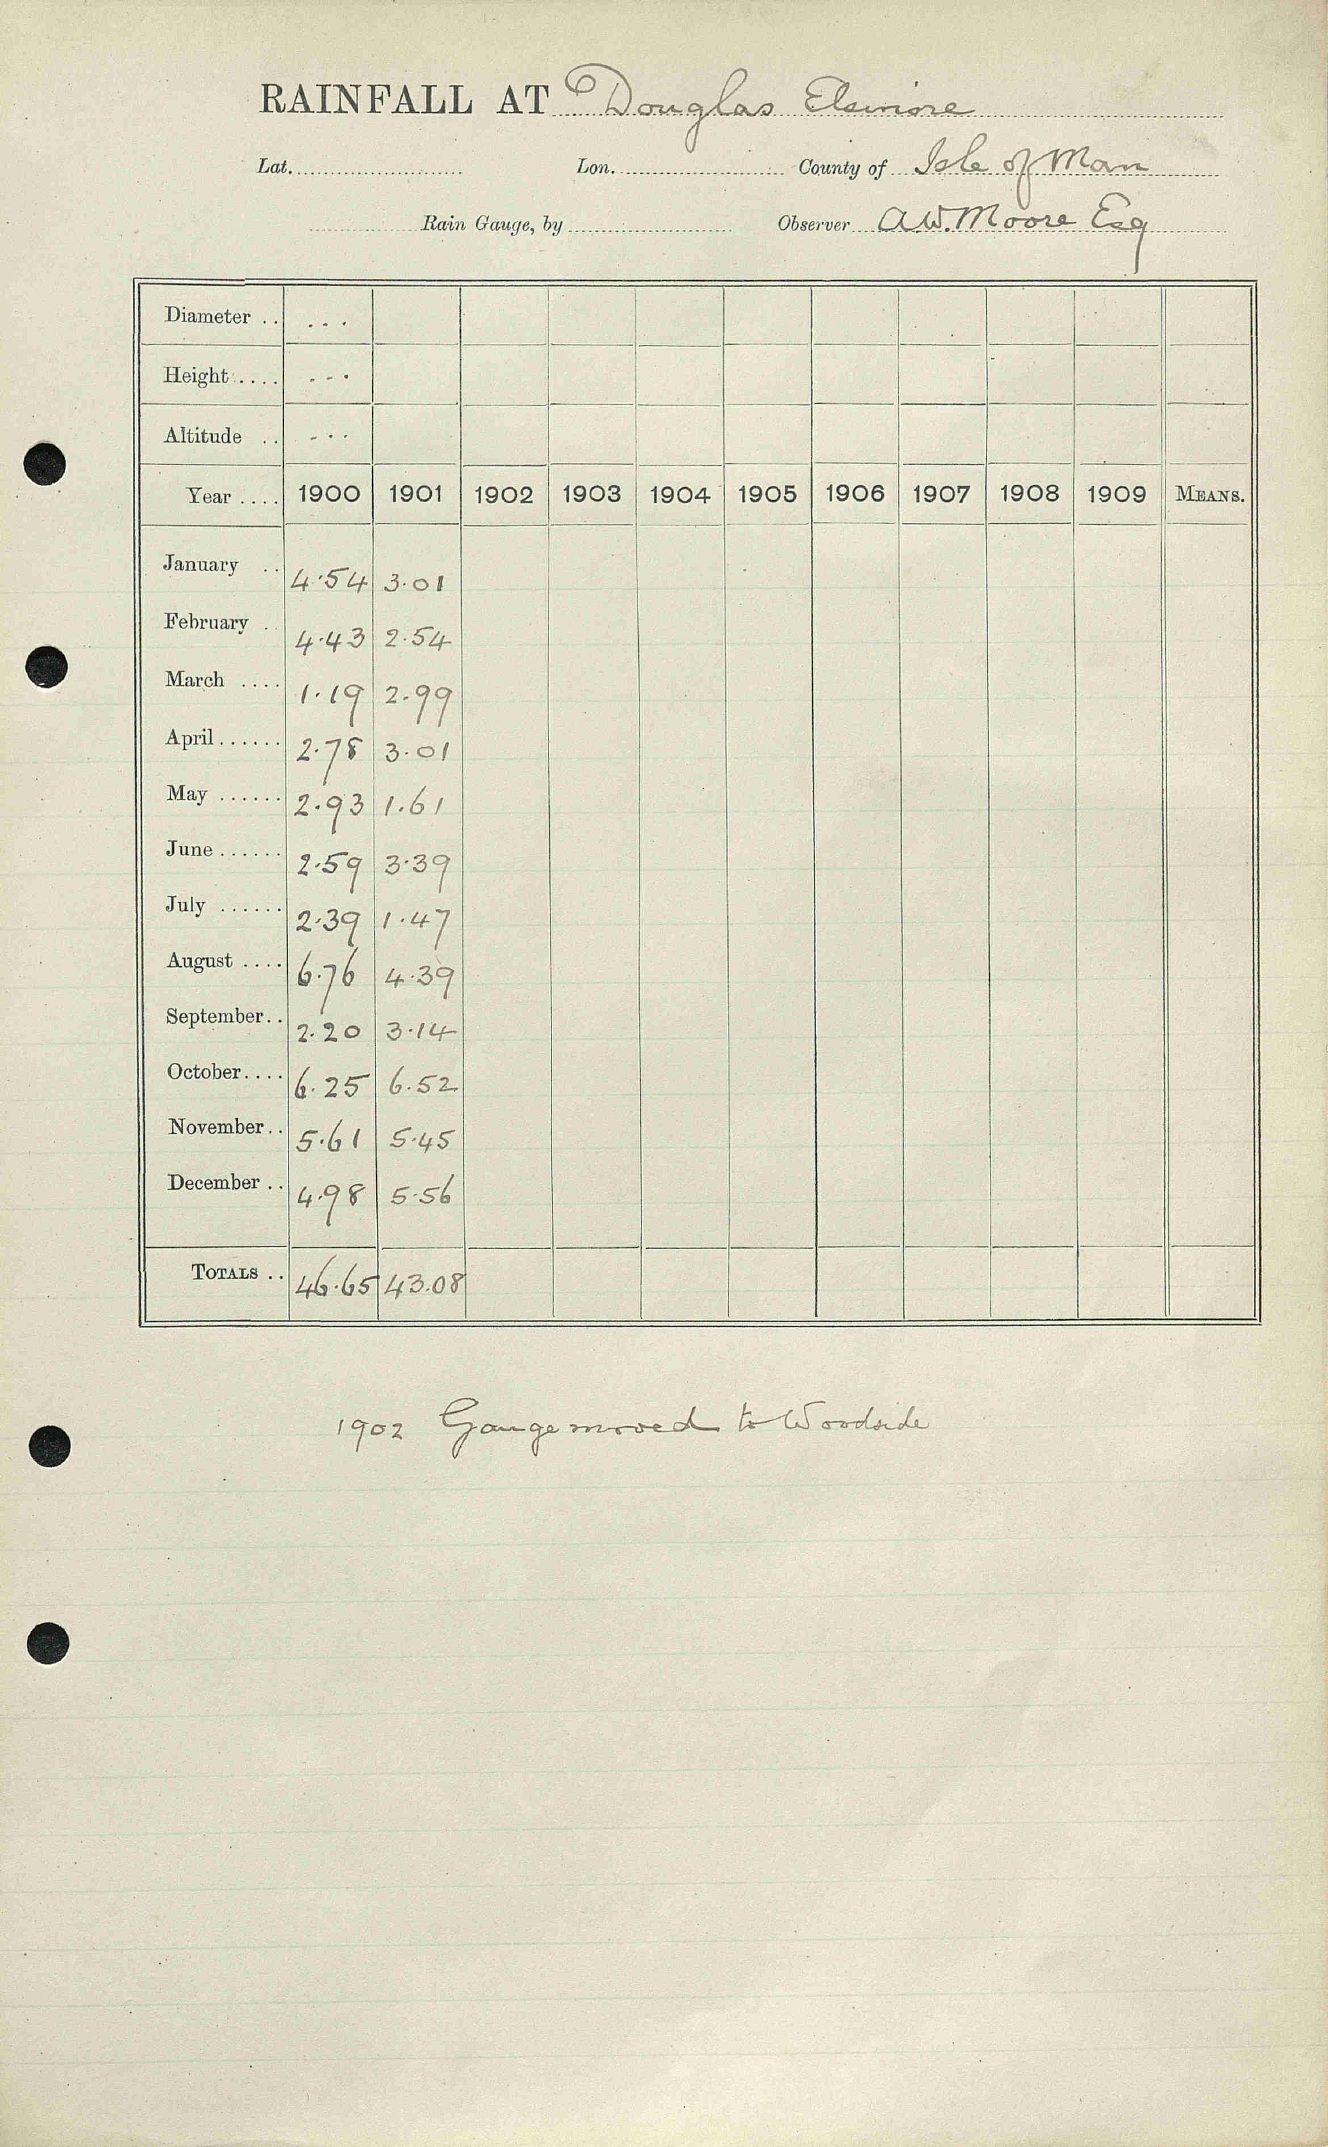 RAINFALL AT Douglas Elsinore
Lat. Lon. County of Isle of Man
Rain Gauge, by Observer A.W. Moore Esq
Diameter .. ...
Height .... ---
Altitude .. ---
Year .... 1900 1901 1902 1903 1904 1905 1906 1907 1908 1909 MEANS.
January .. 4.54 3.01
February . 4.43 2.54
March .... 1.19 2.99
April ...... 2.78 3.01
May ...... 2.93 1.61
June ...... 2.59 3.39
July ...... 2.39 1.47
August .... 6.76 4.39
September.. 2.20 3.14
October.... 6.25 6.52
November.. 5.61 5.45
December .. 4.98 5.56
TOTALS .. 46.65 43.08
1902 Gauge moved to Woodside